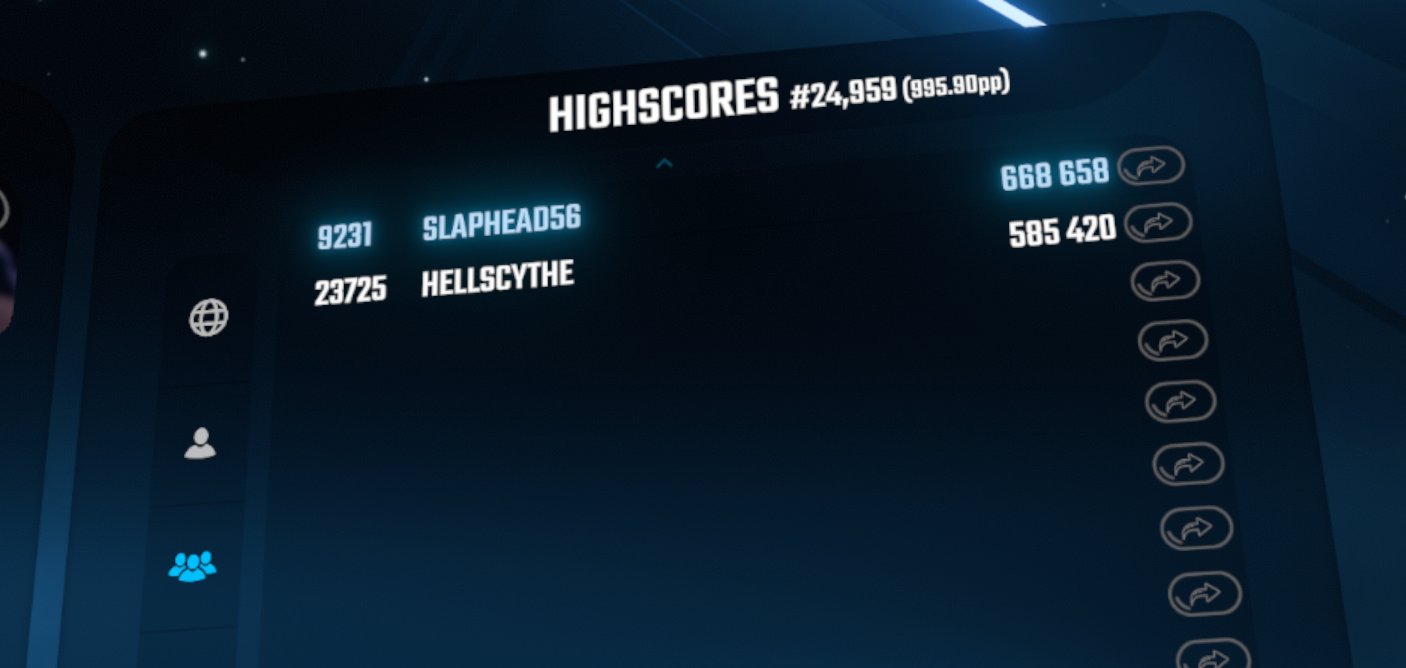 HIGHSCORES #24,959 (995.90pp)
9231 SLAPHEAD56 668 658
23725 HELLSCYTHE 585 420